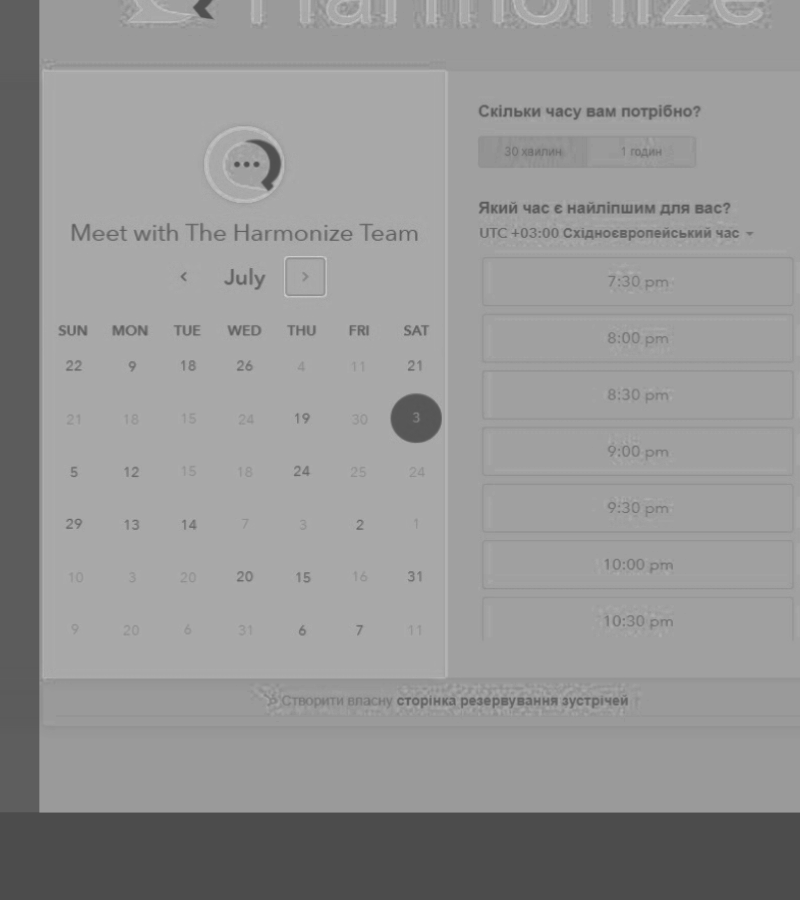 Harmonize
Meet with The Harmonize Team
July
SUN MON TUE WED THU FRI SAT
22 9 18 26 4 11 21
21 18 15 24 19 30 3
5 12 15 18 24 25 24
29 13 14 7 3 2 1
10 3 20 20 15 16 31
9 20 6 31 6 7 11
Скільки часу вам потрібно?
30 хвилин 1 годин
Який час є найліпшим для вас?
UTC +03:00 Східноєвропейський час
7:30 pm
8:00 pm
8:30 pm
9:00 pm
9:30 pm
10:00 pm
10:30 pm
Створити власну сторінка резервування зустрічей